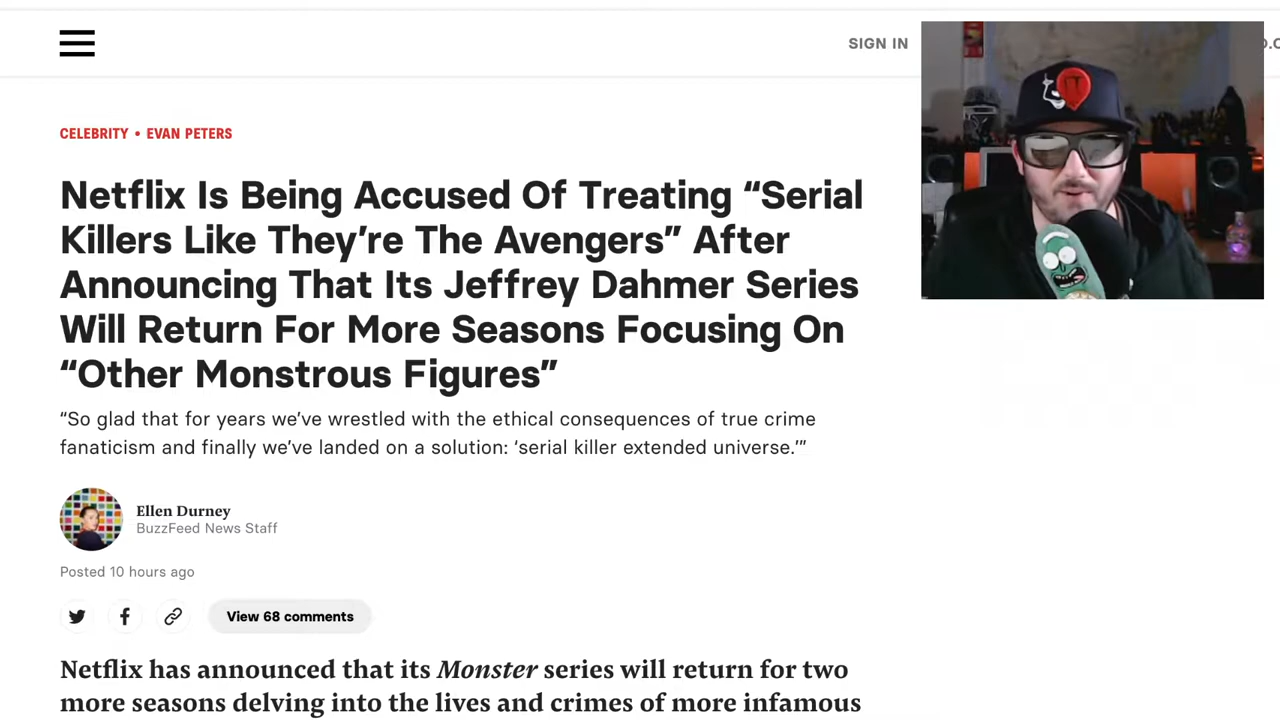 SIGN IN
CELEBRITY • EVAN PETERS
Netflix Is Being Accused Of Treating “Serial
Killers Like They’re The Avengers” After
Announcing That Its Jeffrey Dahmer Series
Will Return For More Seasons Focusing On
“Other Monstrous Figures”
“So glad that for years we’ve wrestled with the ethical consequences of true crime
fanaticism and finally we’ve landed on a solution: ‘serial killer extended universe.’”
Ellen Durney
BuzzFeed News Staff
Posted 10 hours ago
View 68 comments
Netflix has announced that its Monster series will return for two
more seasons delving into the lives and crimes of more infamous